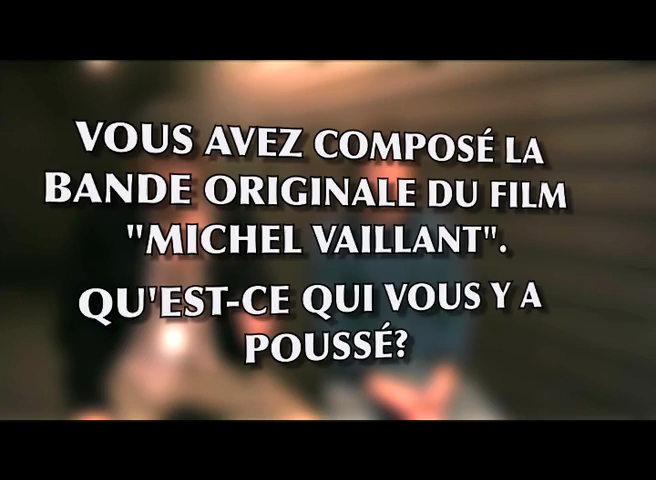 VOUS AVEZ COMPOSÉ LA
BANDE ORIGINALE DU FILM
"MICHEL VAILLANT".
QU'EST-CE QUI VOUS Y A
POUSSÉ?